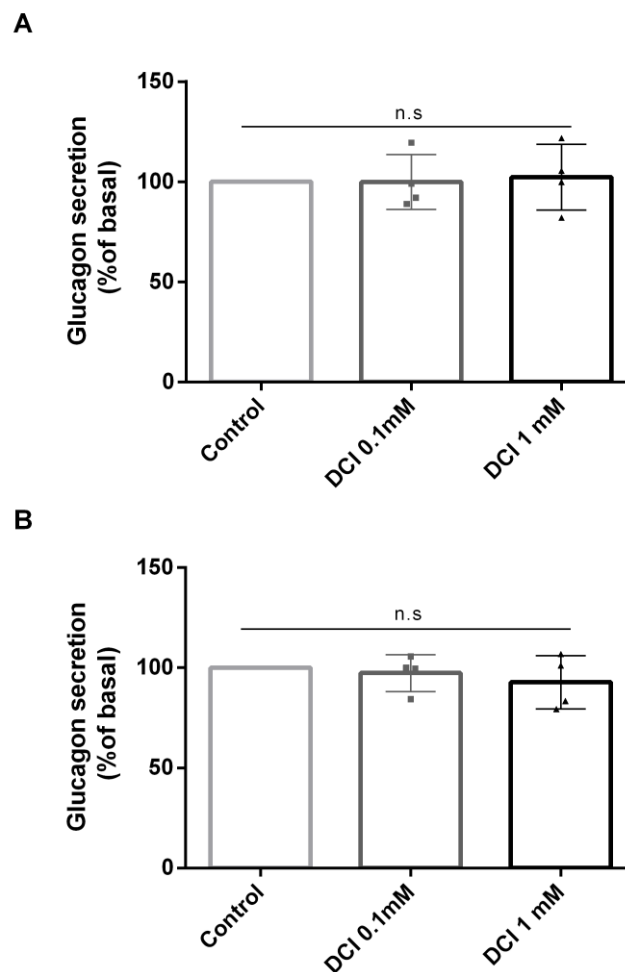 A
150
n.s
100
50
0
Glucagon secretion
(%of basal)
Control
DCI 0.1mM
DCI 1 mM
B
150
n.s
100
50
0
Glucagon secretion
(%of basal)
Control
DCI 0.1mM
DCI 1 mM